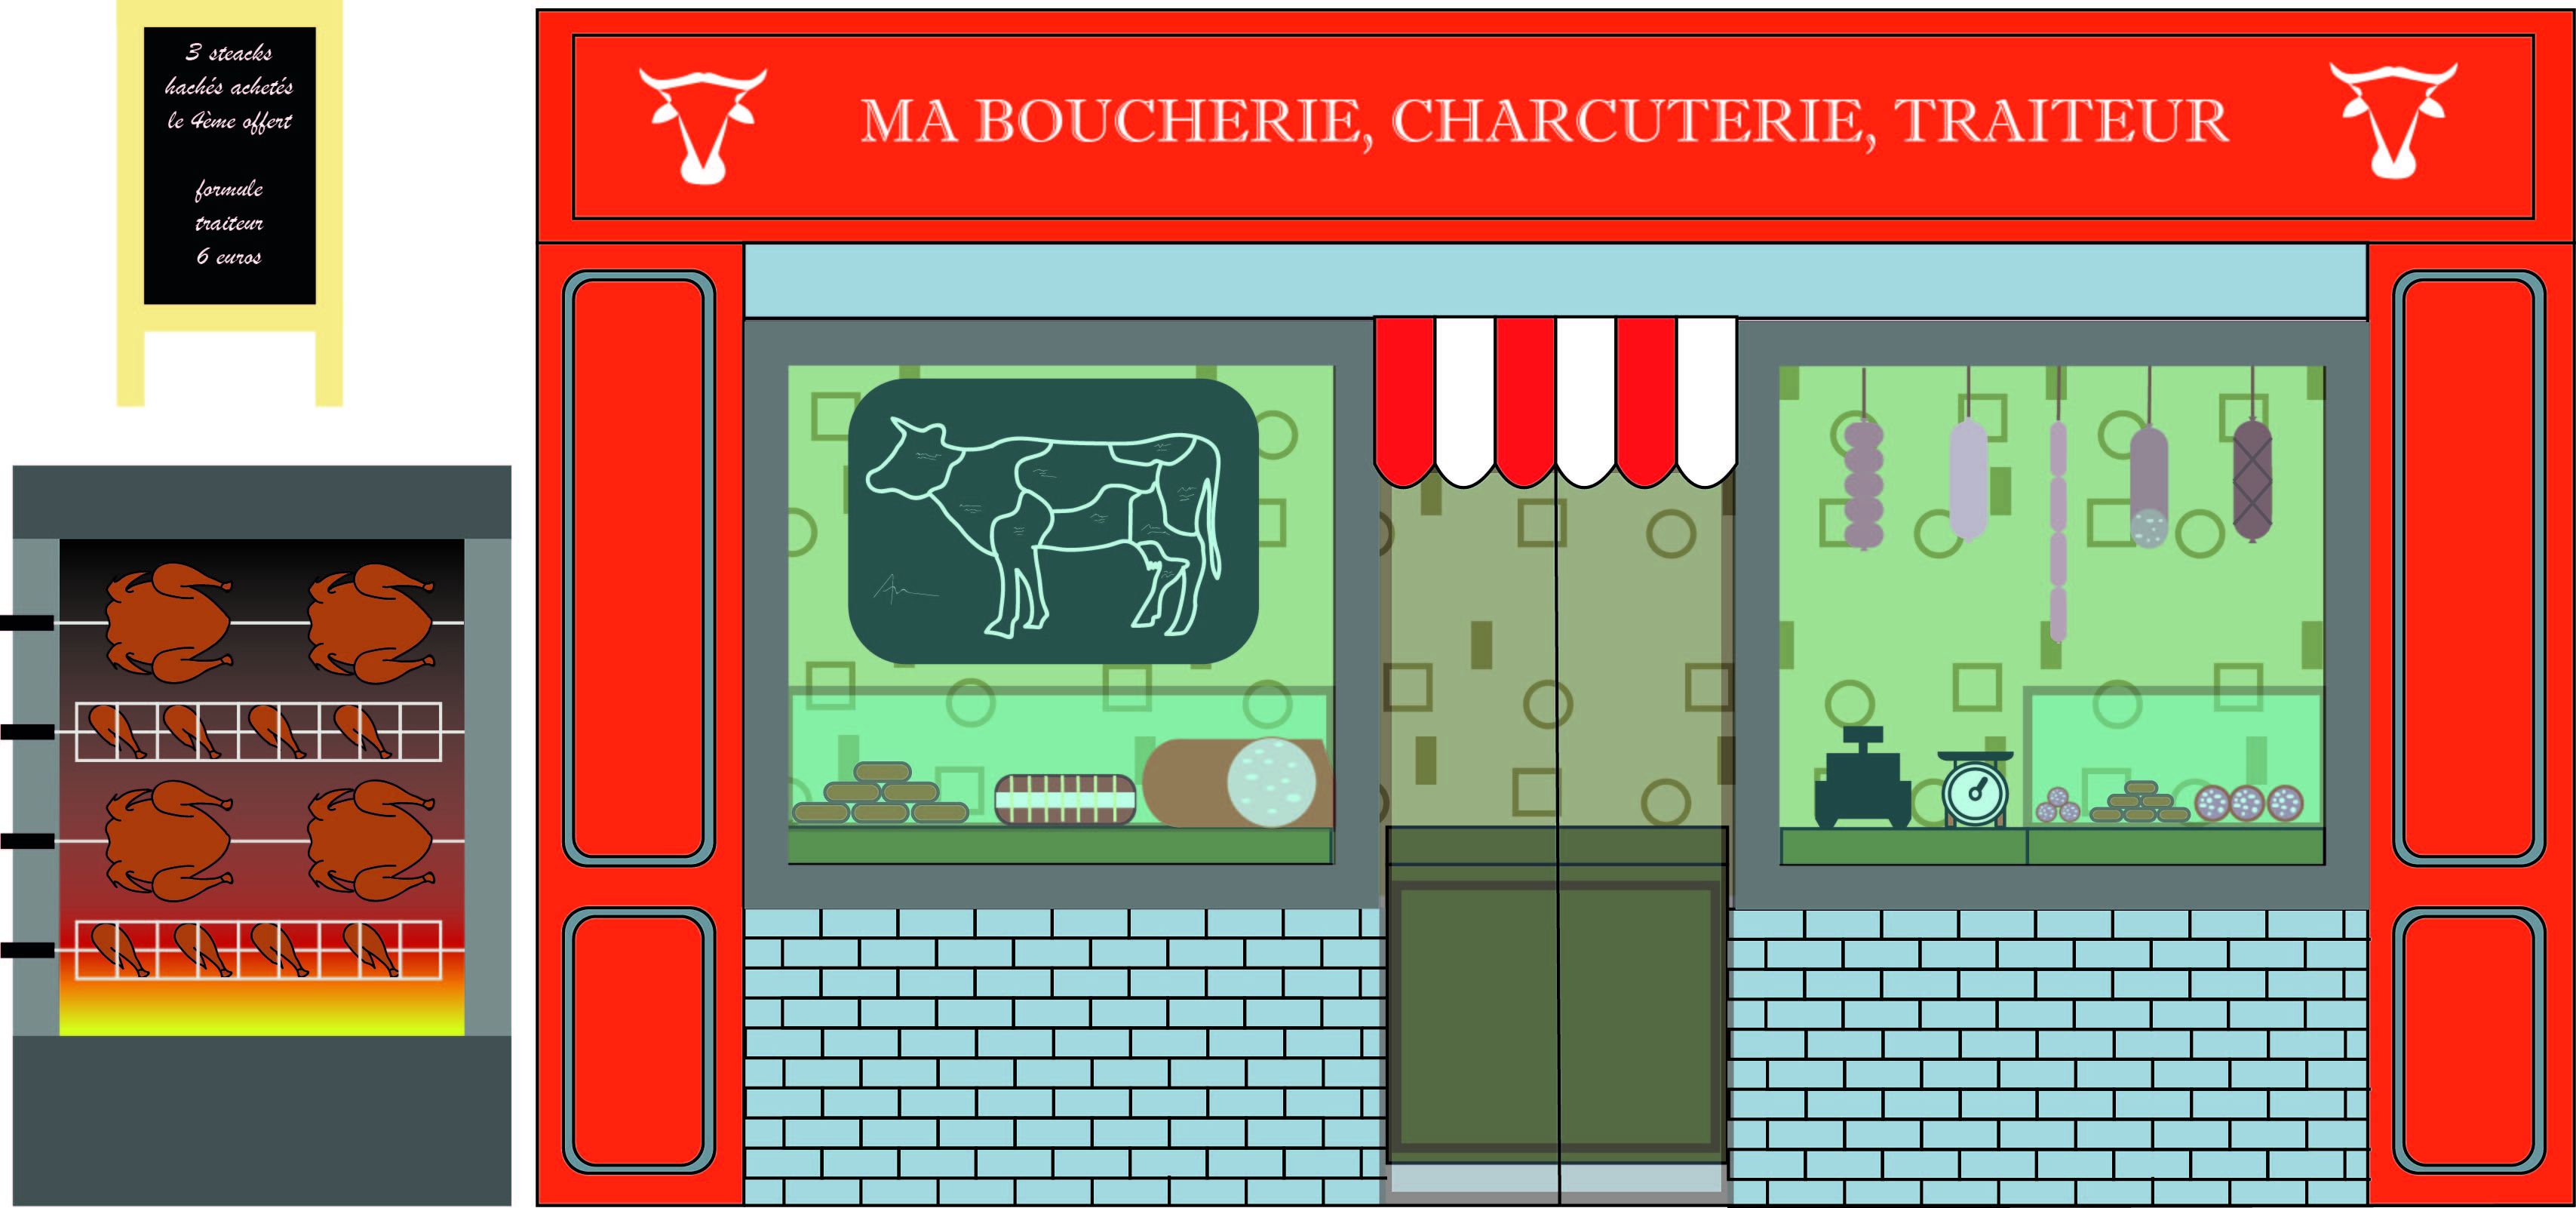 3 steacks
hachés achetés
le 4ème offert
formule
traiteur
6 euros
MA BOUCHERIE, CHARCUTERIE, TRAITEUR